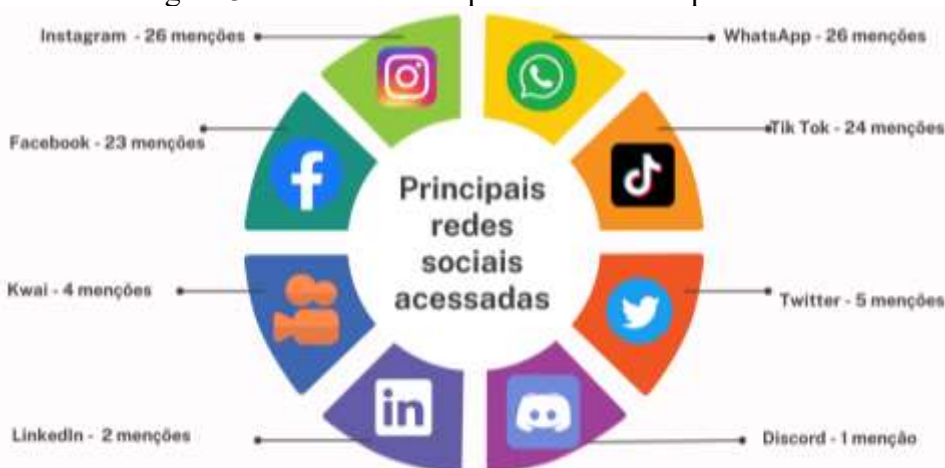 Instagram - 26 menções
WhatsApp - 26 menções
Facebook - 23 menções
Tik Tok - 24 menções
Principais
redes
sociais
acessadas
Kwai - 4 menções
Twitter - 5 menções
in
LinkedIn - 2 menções
Discord - 1 menção